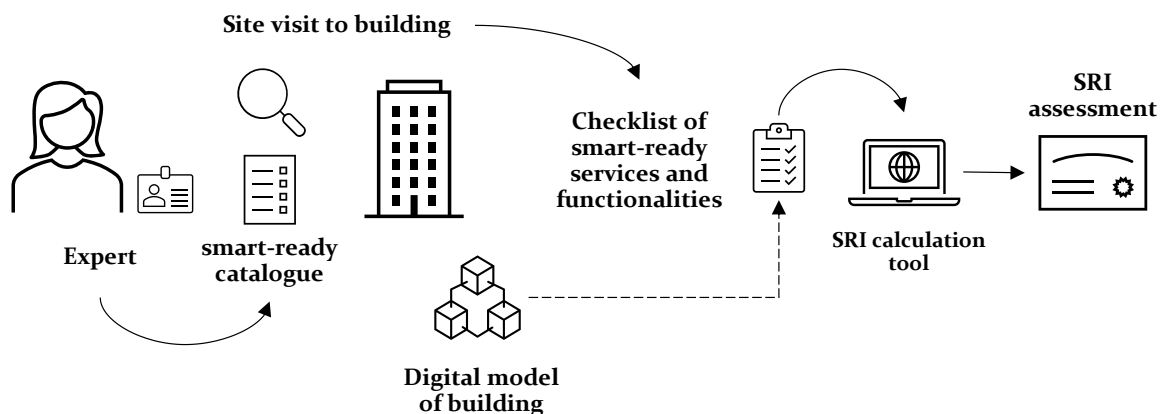 Site visit to building
Expert
smart-ready
catalogue
Checklist of
smart-ready
services and
functionalities
Digital model
of building
SRI calculation
tool
SRI
assessment